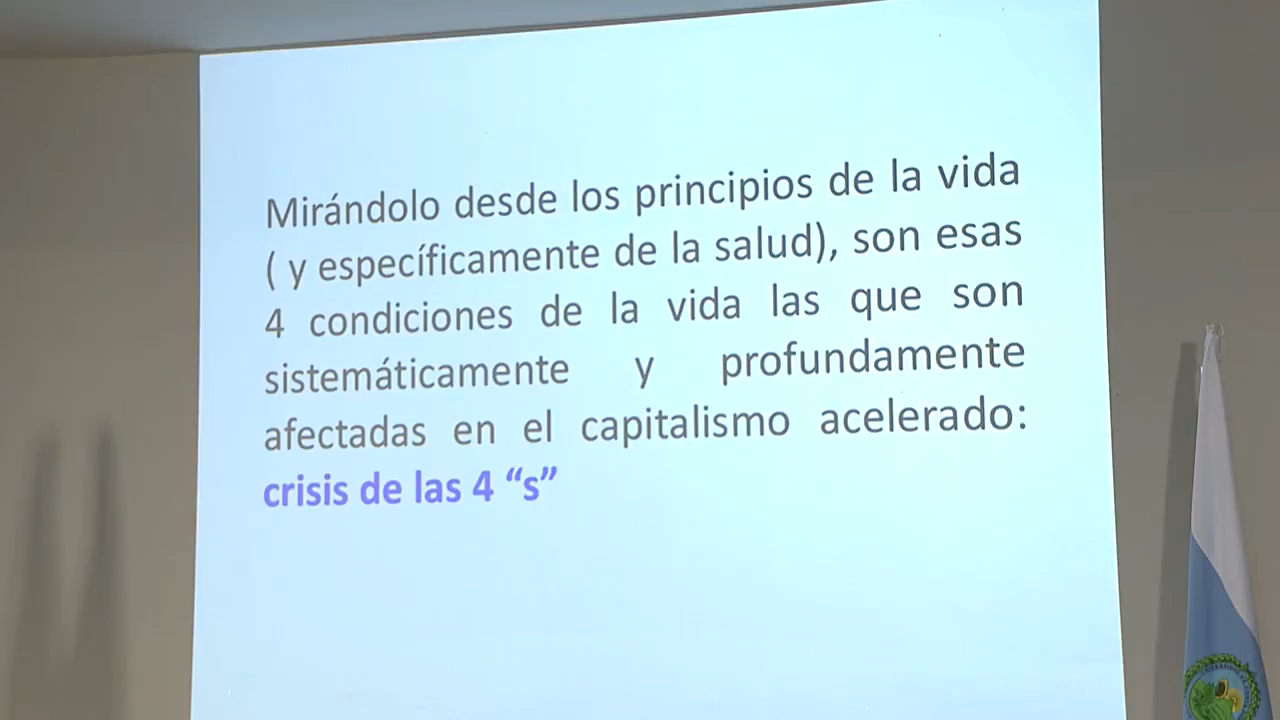 Mirándolo desde los principios de la vida
( y específicamente de la salud), son esas
4 condiciones de la vida las que son
sistemáticamente y profundamente
afectadas en el capitalismo acelerado:
crisis de las 4 “s”